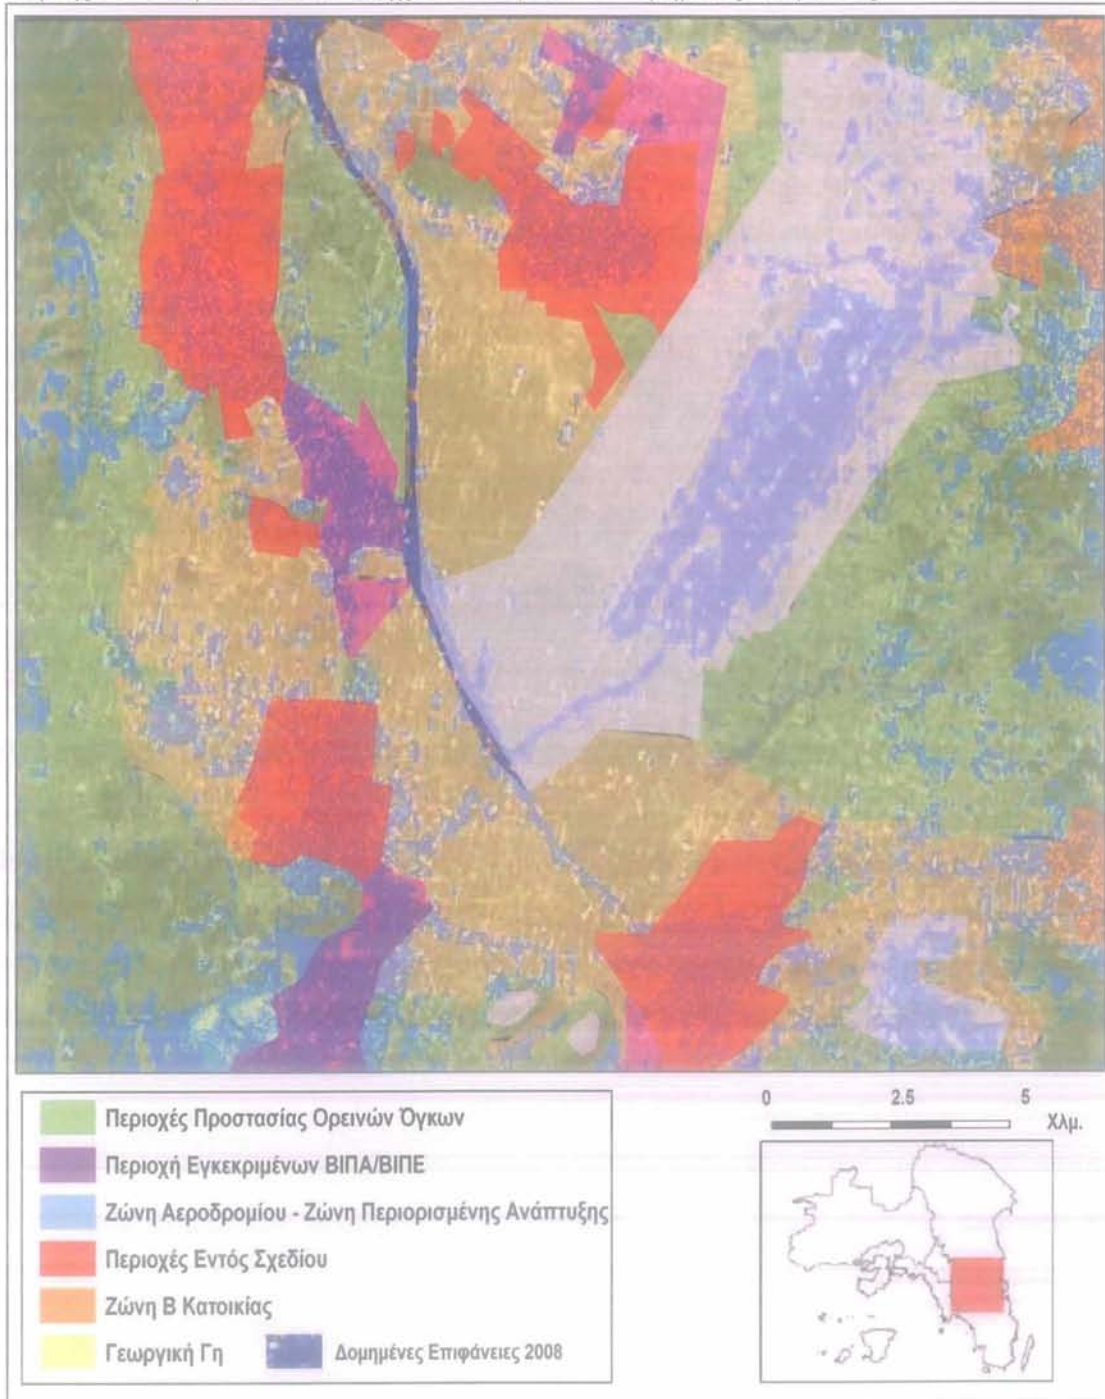 Περιοχές Προστασίας Ορεινών Όγκων
Περιοχή Εγκεκριμένων ΒΙΠΑ/ΒΙΠΕ
Ζώνη Αεροδρομίου - Ζώνη Περιορισμένης Ανάπτυξης
Περιοχές Εντός Σχεδίου
Ζώνη Β Κατοικίας
Γεωργική Γη
Δομημένες Επιφάνειες 2008
0 2.5 5
Χλμ.